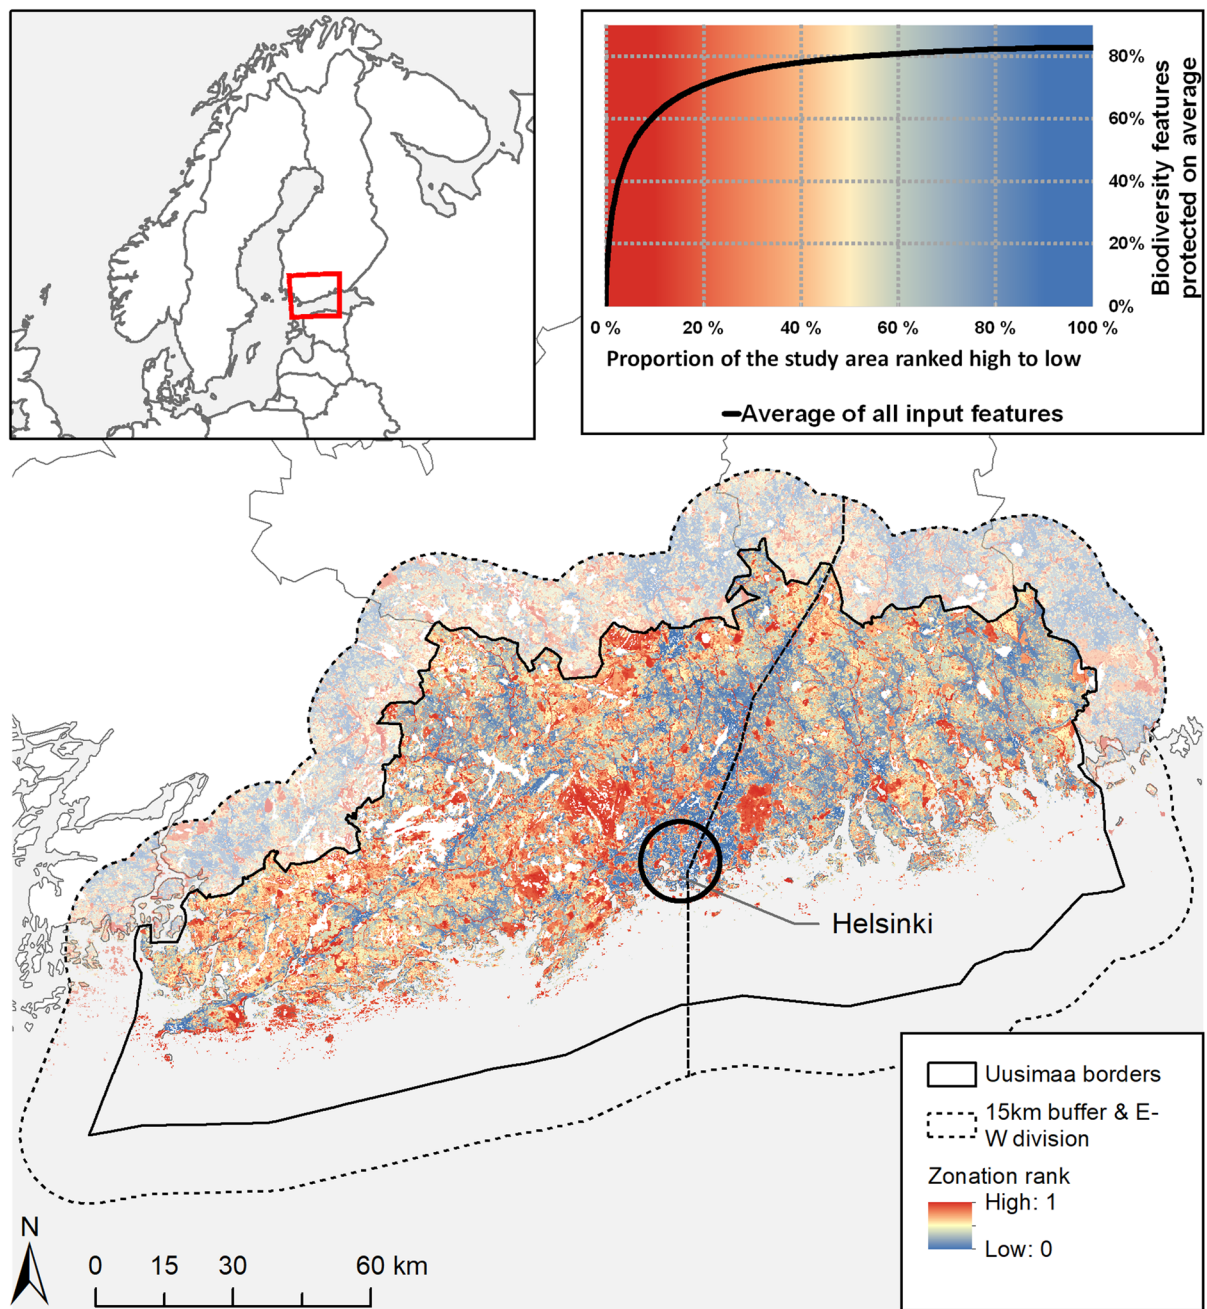 80%
60%
40%
20%
0%
Biodiversity features
protected on average
0 %
20 %
40 %
60 %
80 %
100 %
Proportion of the study area ranked high to low
Average of all input features
Helsinki
Uusimaa borders
15km buffer & E-
W division
Zonation rank
High: 1
Low: 0
N
0
15
30
60 km